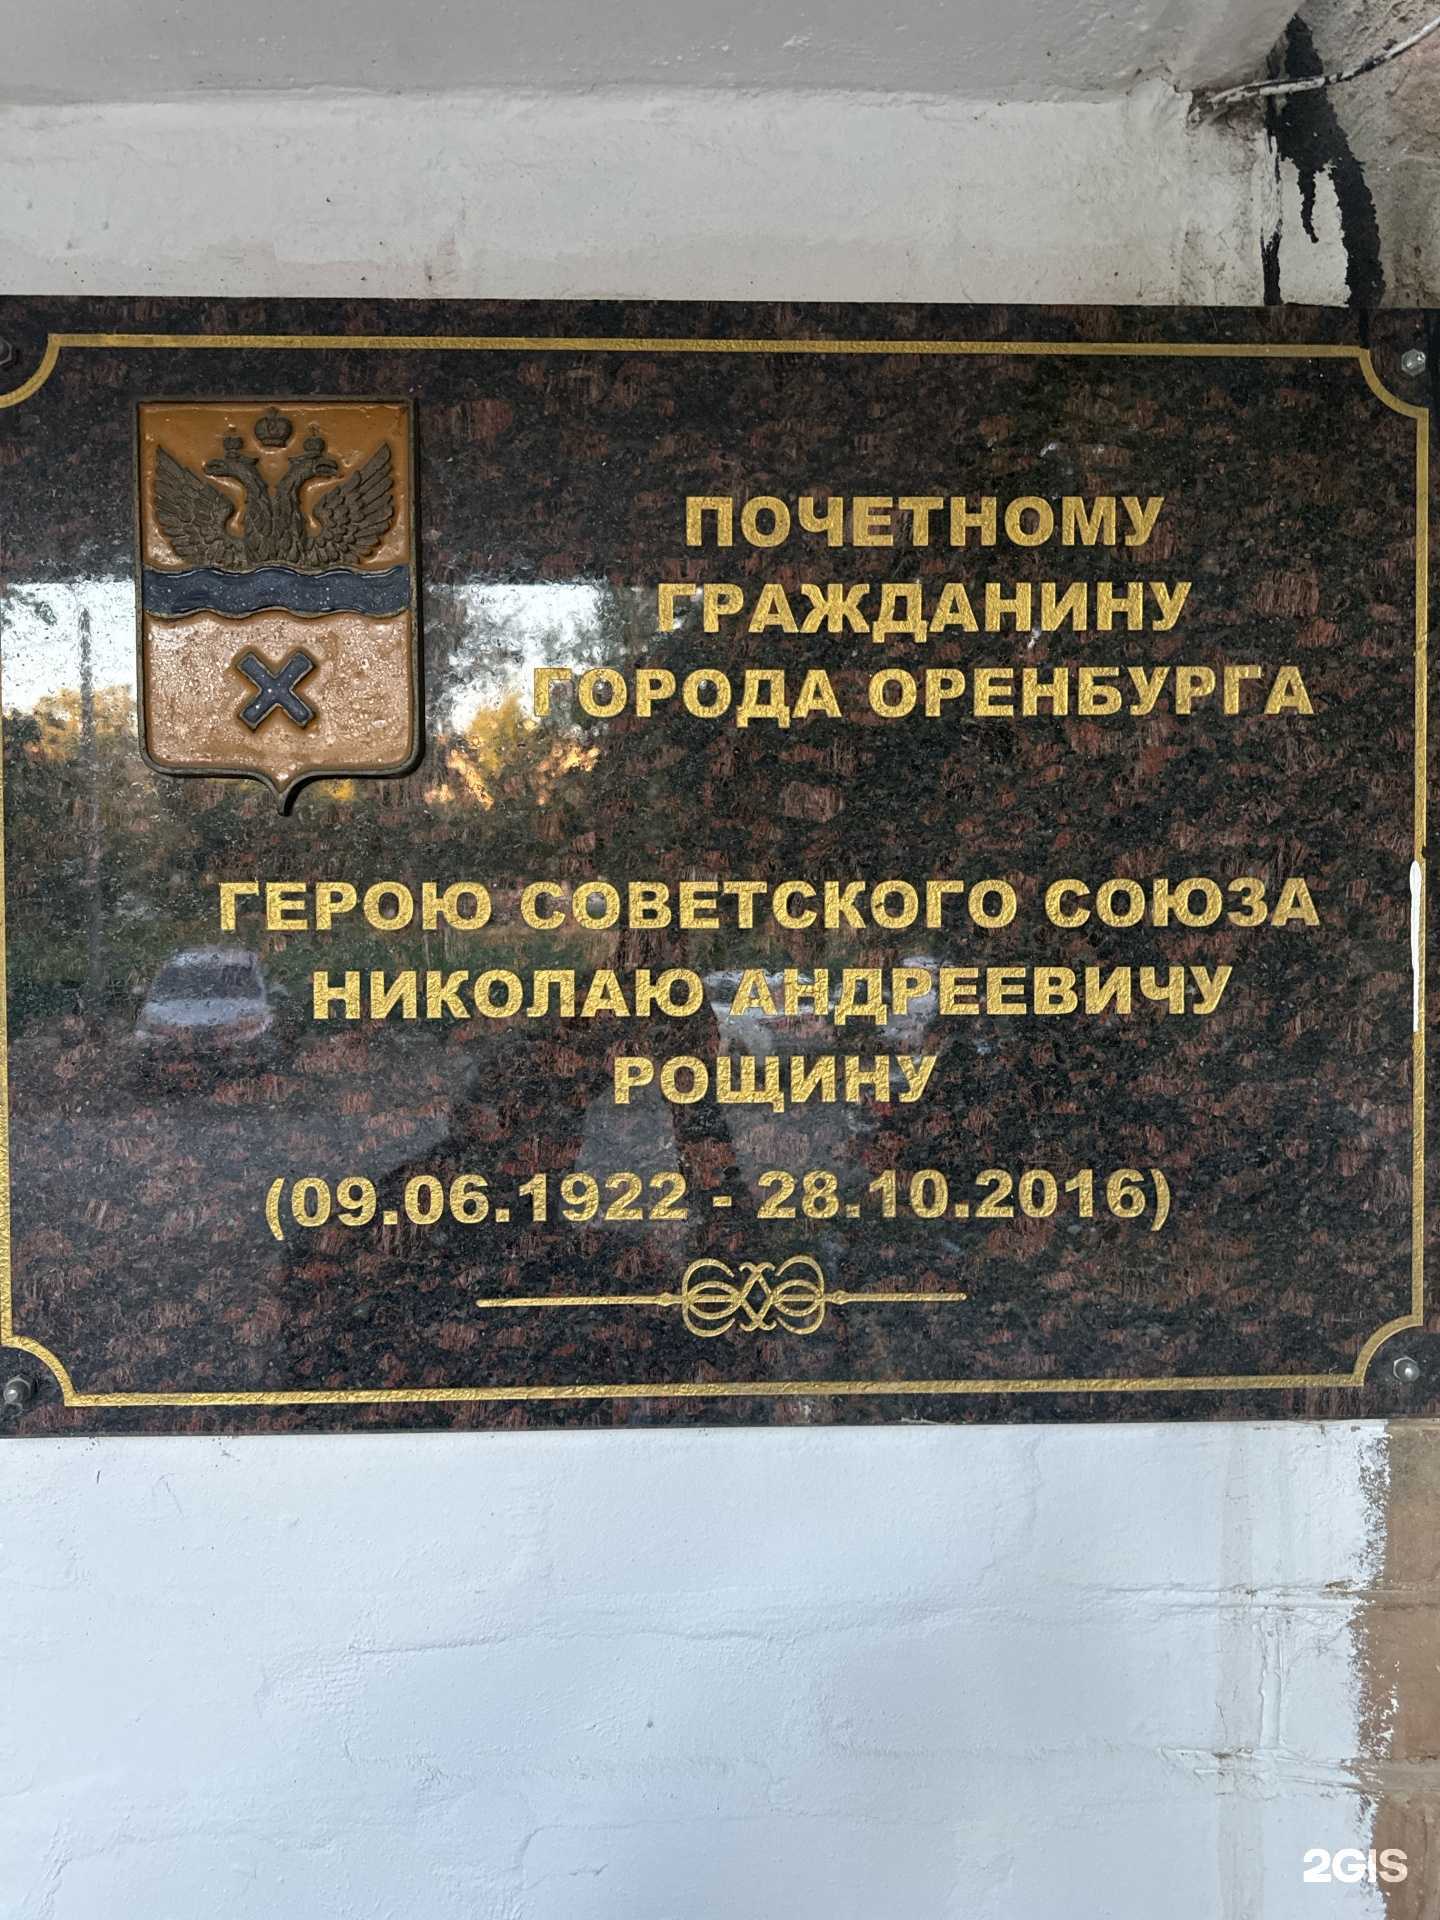 ПОЧЕТНОМУ
ГРАЖДАНИНУ
ГОРОДА ОРЕНБУРГА
ГЕРОЮ СОВЕТСКОГО СОЮЗА
НИКОЛАЮ АНДРЕЕВИЧУ
РОЩИНУ
(09.06.1922 - 28.10.2016)
2GIS